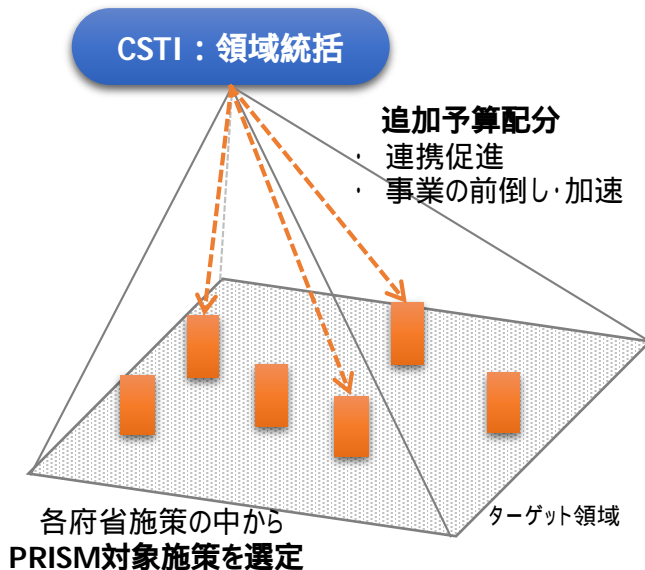 CSTI：領域統括
追加予算配分
・ 連携促進
・ 事業の前倒し・加速
ターゲット領域
各府省施策の中から
PRISM対象施策を選定